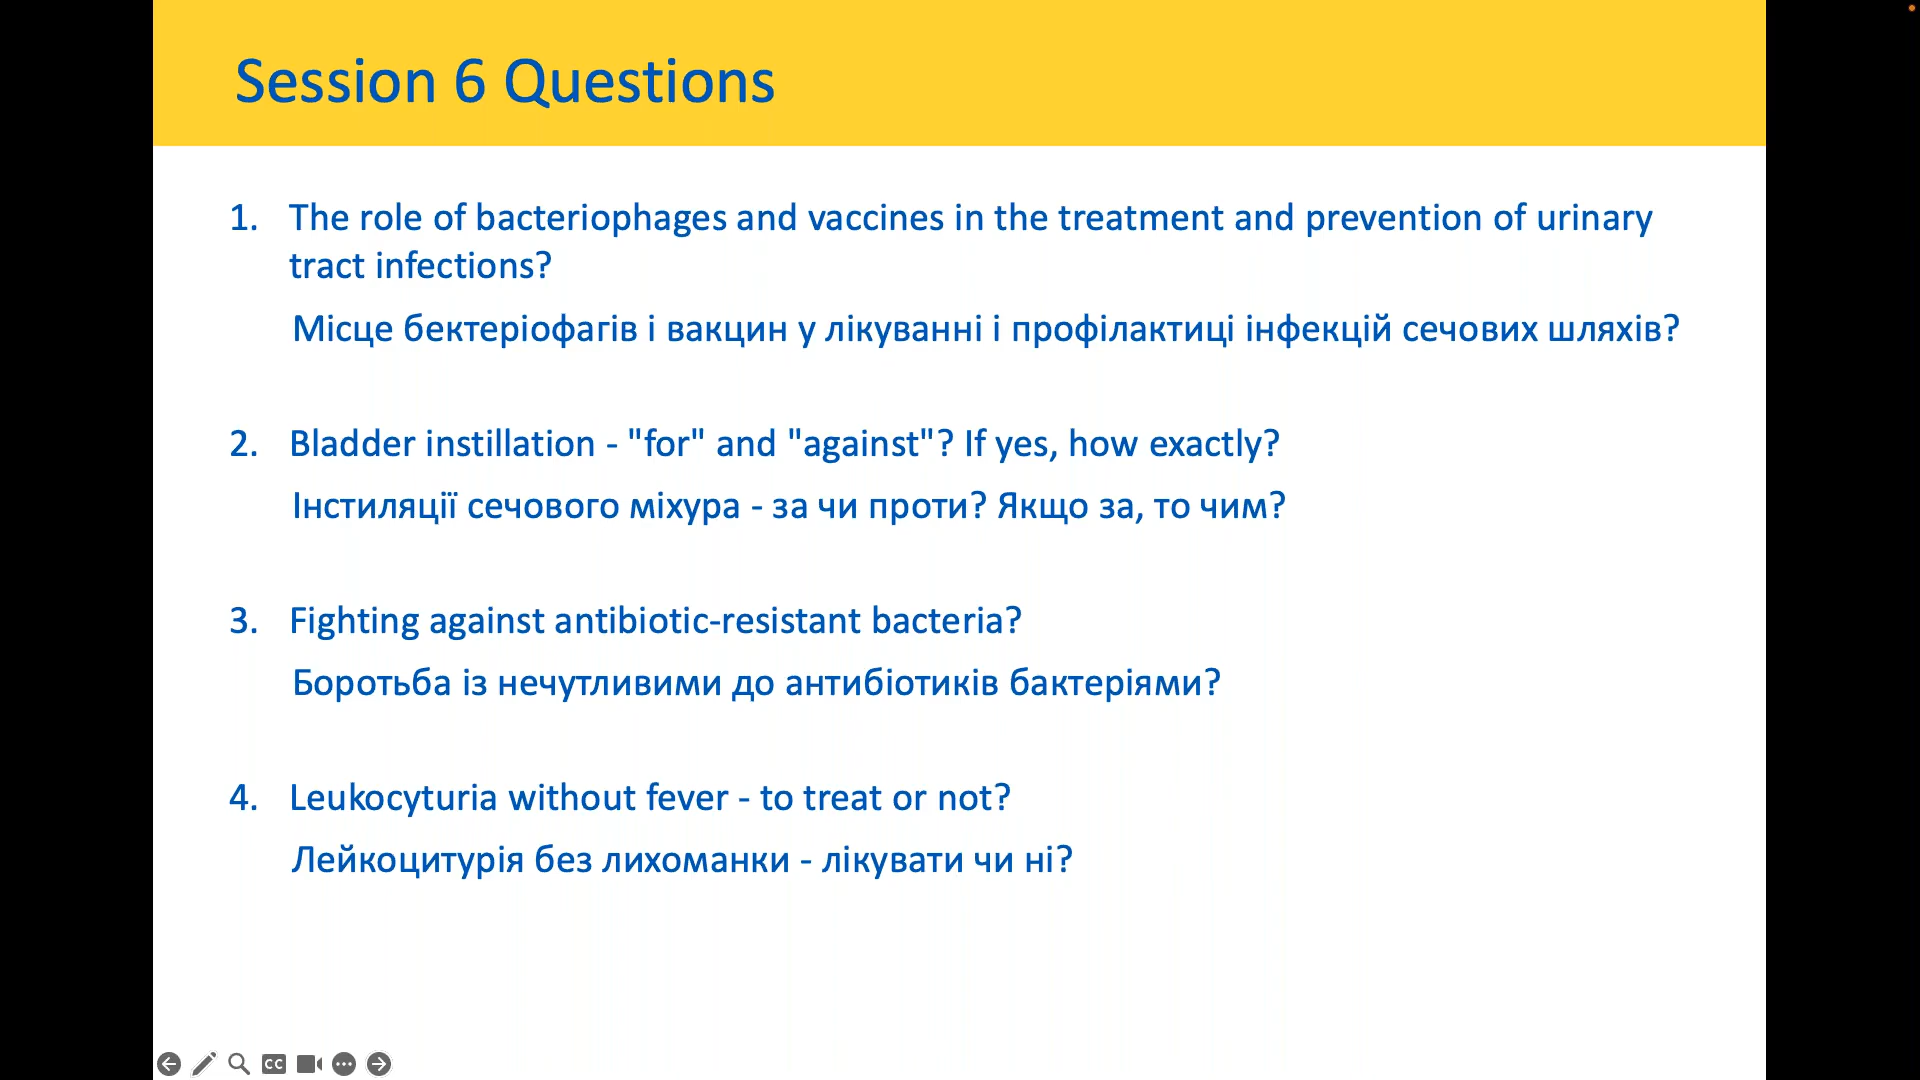 Session 6 Questions
1. The role of bacteriophages and vaccines in the treatment and prevention of urinary
tract infections?
Місце бектеріофагів і вакцин у лікуванні і профілактиці інфекцій сечових шляхів?
2. Bladder instillation - "for" and "against"? If yes, how exactly?
Інстиляції сечового міхура - за чи проти? Якщо за, то чим?
3. Fighting against antibiotic-resistant bacteria?
Боротьба із нечутливими до антибіотиків бактеріями?
4. Leukocyturia without fever - to treat or not?
Лейкоцитурія без лихоманки - лікувати чи ні?
CC